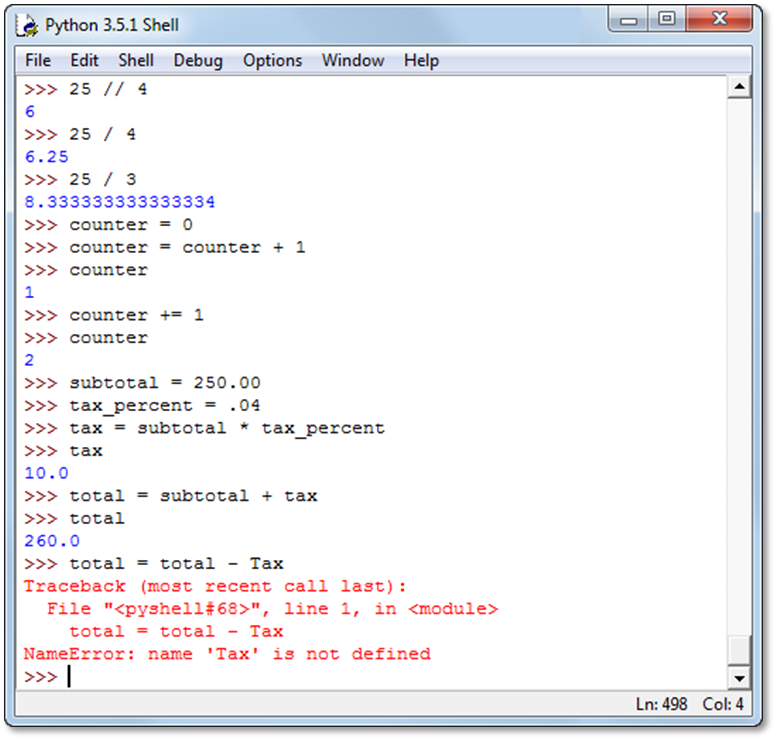 Python 3.5.1 Shell
File Edit Shell Debug Options Window Help
>>> 25 // 4
6
>>> 25 / 4
6.25
>>> 25 / 3
8.333333333333334
>>> counter = 0
>>> counter = counter + 1
>>> counter
1
>>> counter += 1
>>> counter
2
>>> subtotal = 250.00
>>> tax_percent = .04
>>> tax = subtotal * tax_percent
>>> tax
10.0
>>> total = subtotal + tax
>>> total
260.0
>>> total = total - Tax
Traceback (most recent call last):
  File "<pyshell#68>", line 1, in <module>
    total = total - Tax
NameError: name 'Tax' is not defined
>>>
Ln: 498 Col: 4